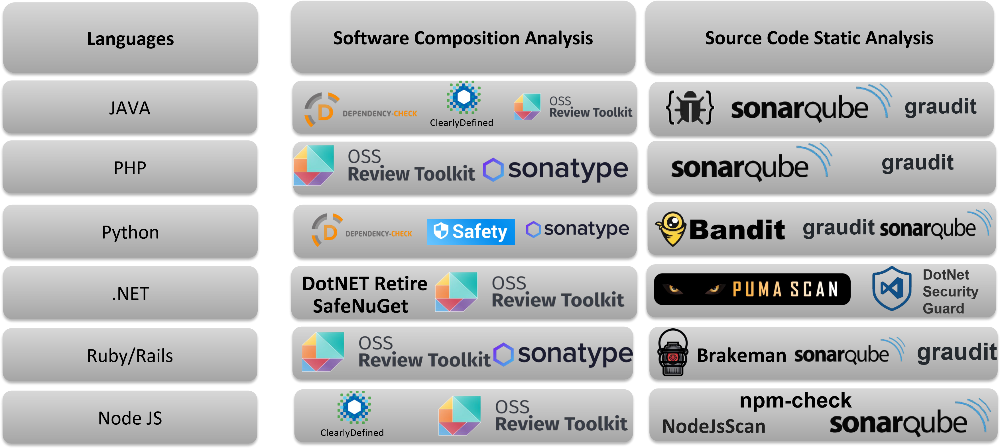 Languages
Software Composition Analysis
Source Code Static Analysis
JAVA
D DEPENDENCY-CHECK
ClearlyDefined
OSS
Review Toolkit
sonarqube
graudit
PHP
OSS
Review Toolkit
sonatype
sonarqube
graudit
Python
D DEPENDENCY-CHECK
Safety
sonatype
Bandit
graudit
sonarqube
.NET
DotNET Retire
SafeNuGet
OSS
Review Toolkit
PUMA SCAN
DotNet
Security
Guard
Ruby/Rails
OSS
Review Toolkit
sonatype
Brakeman
sonarqube
graudit
Node JS
ClearlyDefined
OSS
Review Toolkit
npm-check
NodeJsScan
sonarqube